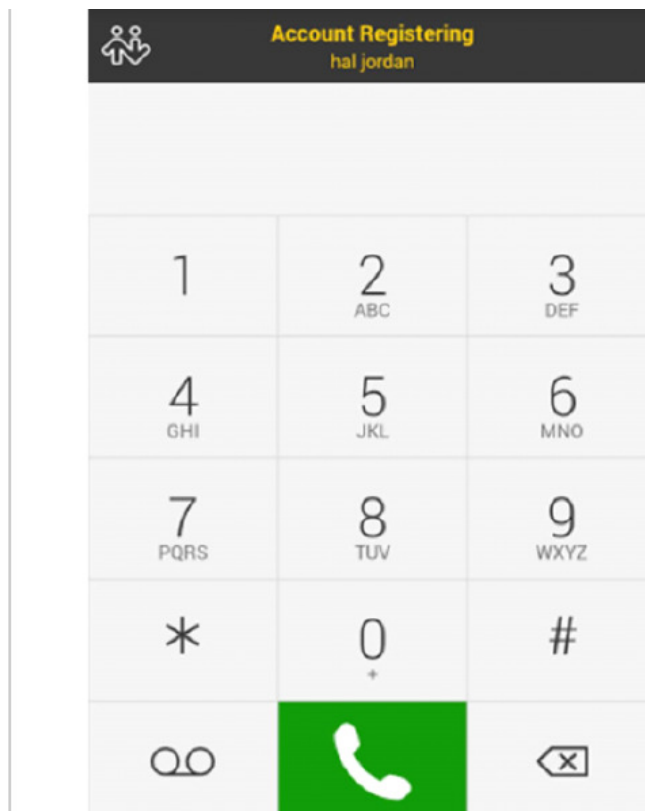 Account Registering
hal jordan
1 2 3
ABC DEF
4 5 6
GHI JKL MNO
7 8 9
PQRS TUV WXYZ
* 0 #
+